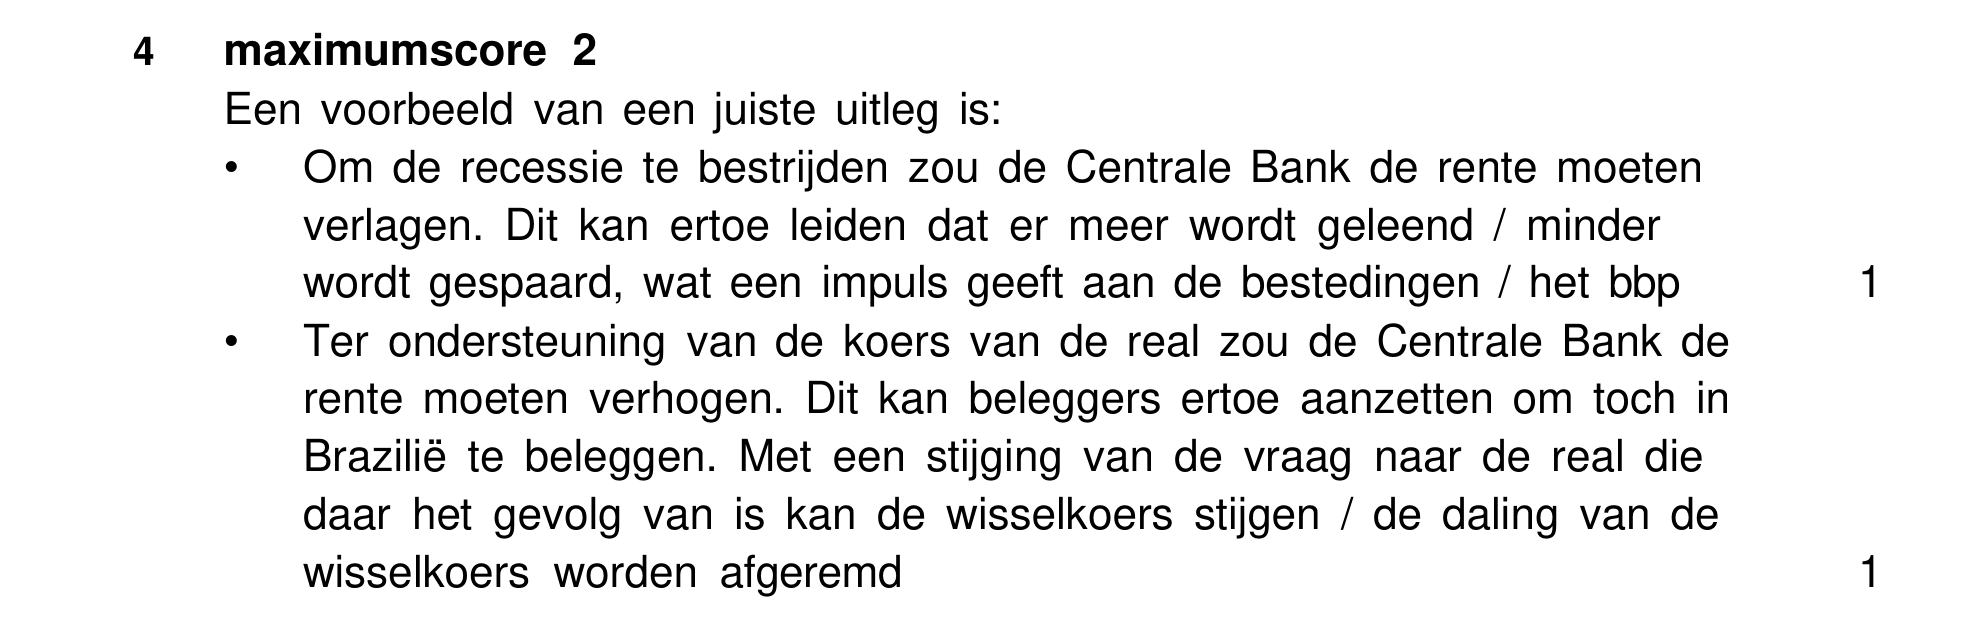 4 maximumscore 2
Een voorbeeld van een juiste uitleg is:
• Om de recessie te bestrijden zou de Centrale Bank de rente moeten
verlagen. Dit kan ertoe leiden dat er meer wordt geleend / minder
wordt gespaard, wat een impuls geeft aan de bestedingen / het bbp 1
• Ter ondersteuning van de koers van de real zou de Centrale Bank de
rente moeten verhogen. Dit kan beleggers ertoe aanzetten om toch in
Brazilië te beleggen. Met een stijging van de vraag naar de real die
daar het gevolg van is kan de wisselkoers stijgen / de daling van de
wisselkoers worden afgeremd 1